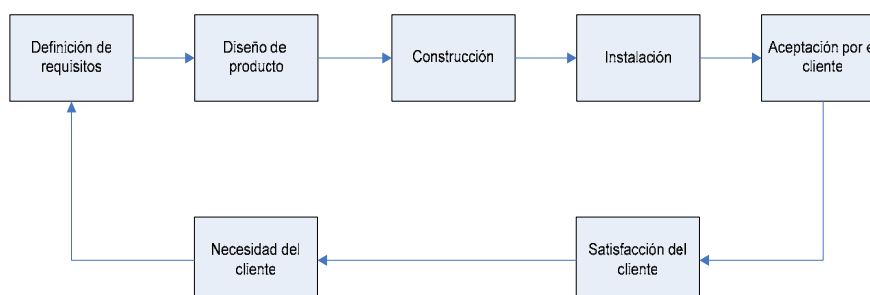 Definición de
requisitos
Diseño de
producto
Construcción
Instalación
Aceptación por e
cliente
Necesidad del
cliente
Satisfacción del
cliente